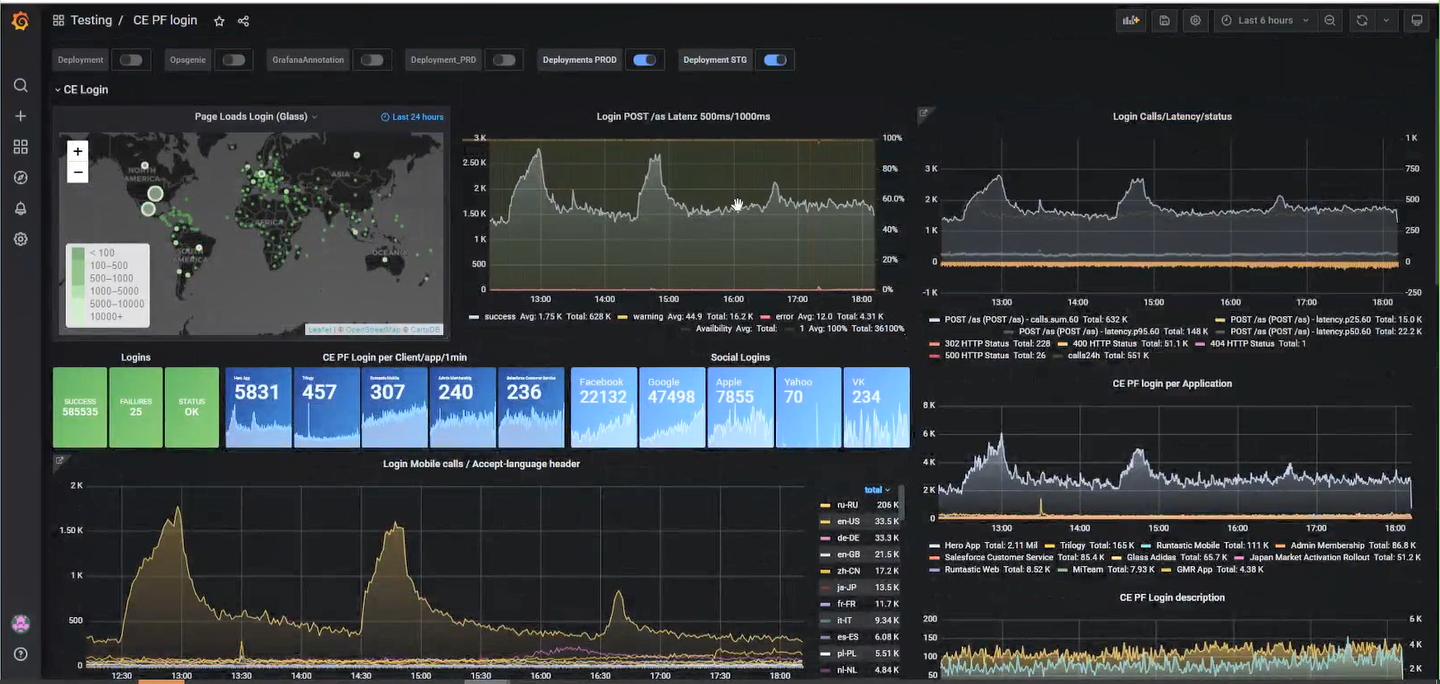 Testing / CE PF login
Last 6 hours
Deployment
Opsgenie
GrafanaAnnotation
Deployment_PRD
Deployments PROD
Deployment STG
CE Login
Page Loads Login (Glass)
Last 24 hours
+
−
NORTH AMERICA
ASIA
AFRICA
SOUTH AMERICA
OCEANIA
< 100
100–500
500–1000
1000–5000
5000–10000
10000+
Leaflet | © OpenStreetMap © CartoDB
Login POST /as Latenz 500ms/1000ms
3 K
2.50 K
2 K
1.50 K
1 K
500
0
100%
80%
60.0%
40%
20%
0%
13:00 14:00 15:00 16:00 17:00 18:00
success Avg: 1.75 K Total: 628 K warning Avg: 44.9 Total: 16.2 K error Avg: 12.0 Total: 4.31 K
Availbility Avg: Total: 1 Avg: 100% Total: 36100%
Login Calls/Latency/status
3 K
2 K
1 K
0
-1 K
1 K
750
500
250
0
-250
13:00 14:00 15:00 16:00 17:00 18:00
POST /as (POST /as) - calls.sum.60 Total: 632 K POST /as (POST /as) - latency.p25.60 Total: 15.0 K
POST /as (POST /as) - latency.p95.60 Total: 148 K POST /as (POST /as) - latency.p50.60 Total: 22.2 K
302 HTTP Status Total: 228 400 HTTP Status Total: 51.1 K 404 HTTP Status Total: 1
500 HTTP Status Total: 26 calls24h Total: 551 K
Logins
SUCCESS
585535
FAILURES
25
STATUS
OK
CE PF Login per Client/app/1min
Hero App
5831
Trilogy
457
Runtastic Mobile
307
Admin Membership
240
Salesforce Customer Service
236
Social Logins
Facebook
22132
Google
47498
Apple
7855
Yahoo
70
VK
234
CE PF login per Application
8 K
6 K
4 K
2 K
0
13:00 14:00 15:00 16:00 17:00 18:00
Hero App Total: 2.11 Mil Trilogy Total: 165 K Runtastic Mobile Total: 111 K Admin Membership Total: 86.8 K
Salesforce Customer Service Total: 85.4 K Glass Adidas Total: 65.7 K Japan Market Activation Rollout Total: 51.2 K
Runtastic Web Total: 8.52 K MiTeam Total: 7.93 K GMR App Total: 4.38 K
Login Mobile calls / Accept-language header
2 K
1.50 K
1 K
500
0
12:30 13:00 13:30 14:00 14:30 15:00 15:30 16:00 16:30 17:00 17:30 18:00
total
ru-RU 206 K
en-US 33.5 K
de-DE 33.3 K
en-GB 21.5 K
zh-CN 17.2 K
ja-JP 13.5 K
fr-FR 11.7 K
it-IT 9.34 K
es-ES 6.08 K
pl-PL 5.51 K
nl-NL 4.84 K
CE PF Login description
200
150
100
50
6 K
4 K
2 K